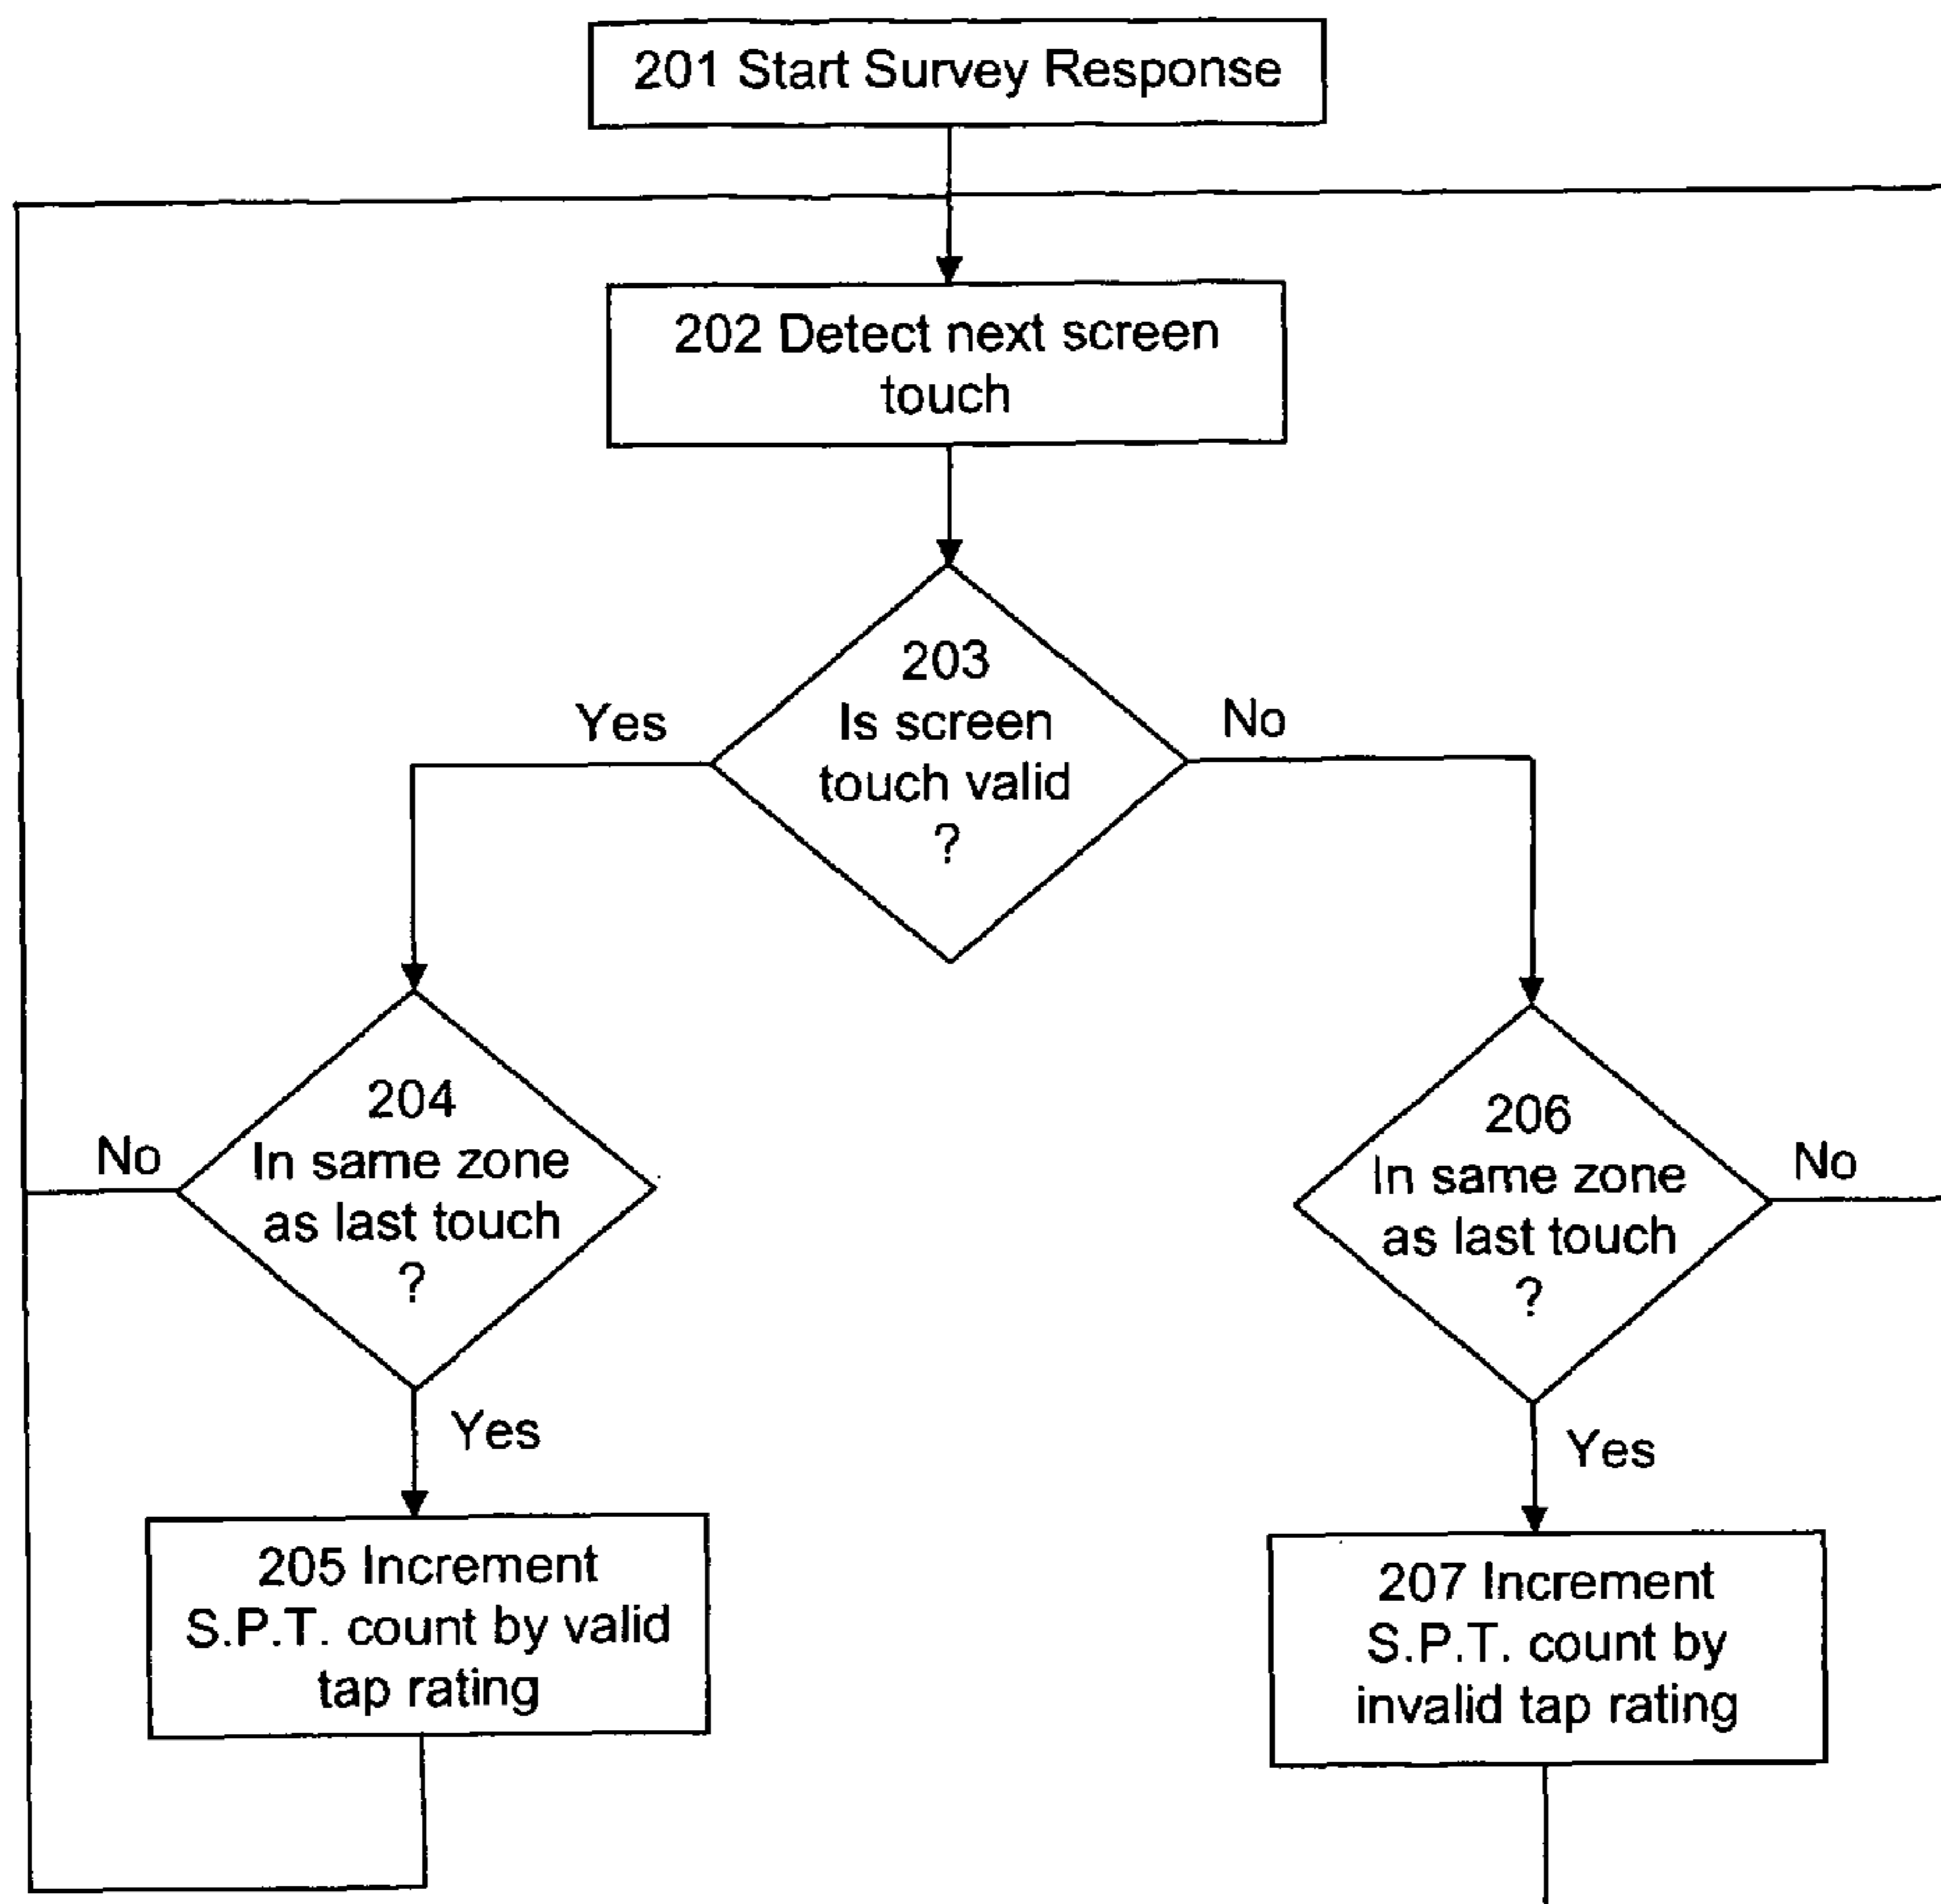 201 Start Survey Response
202 Detect next screen
touch
203
Is screen
touch valid
?
Yes
No
204
In same zone
as last touch
?
No
Yes
206
In same zone
as last touch
?
No
Yes
205 Increment
S.P.T. count by valid
tap rating
207 Increment
S.P.T. count by
invalid tap rating